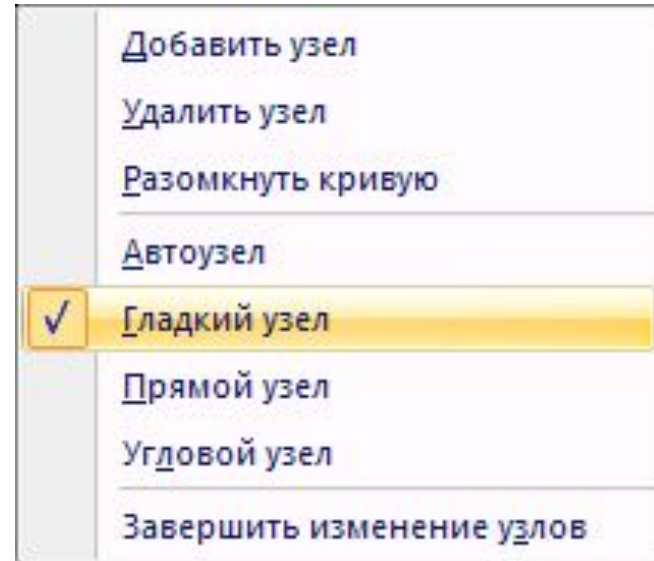 Добавить узел
Удалить узел
Разомкнуть кривую
Автоузел
Гладкий узел
Прямой узел
Угловой узел
Завершить изменение узлов